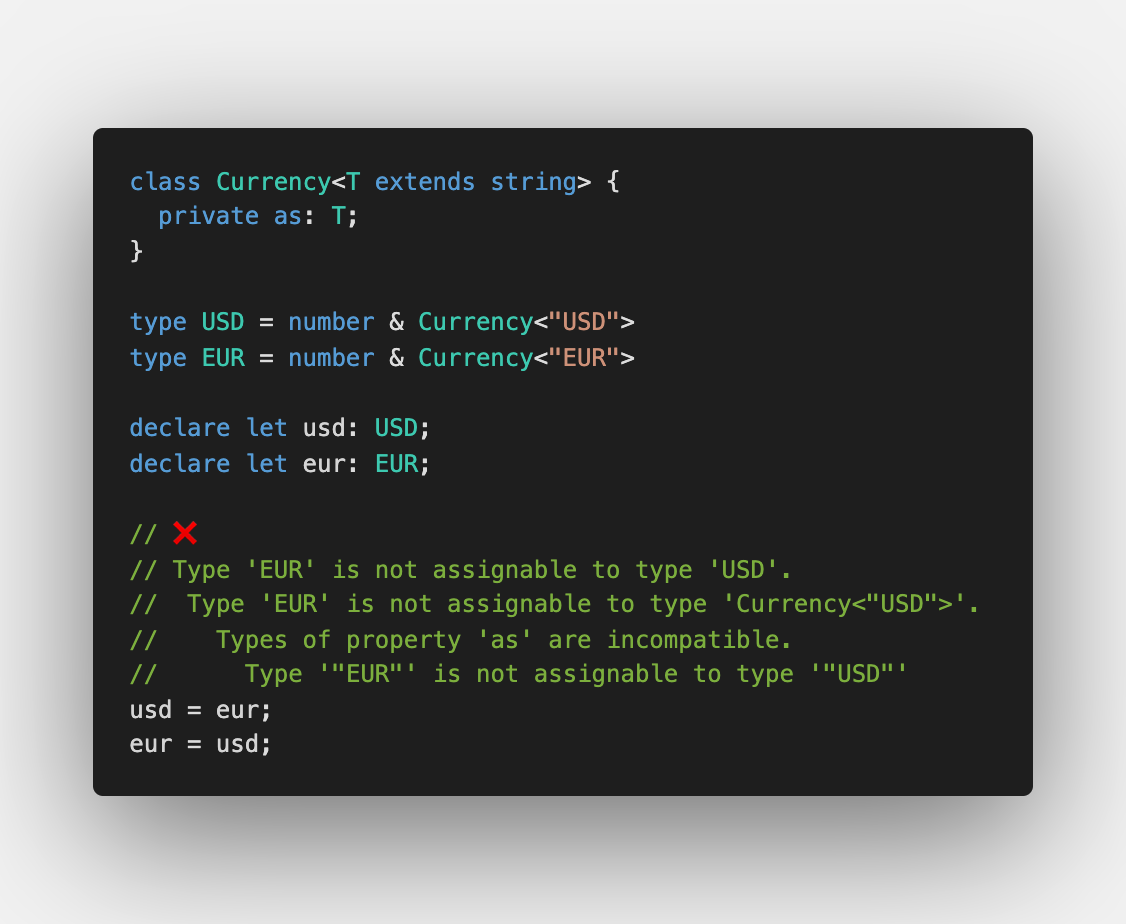 class Currency<T extends string> {
  private as: T;
}

type USD = number & Currency<"USD">
type EUR = number & Currency<"EUR">

declare let usd: USD;
declare let eur: EUR;

// ❌
// Type 'EUR' is not assignable to type 'USD'.
//  Type 'EUR' is not assignable to type 'Currency<"USD">'.
//    Types of property 'as' are incompatible.
//      Type '"EUR"' is not assignable to type '"USD"'
usd = eur;
eur = usd;